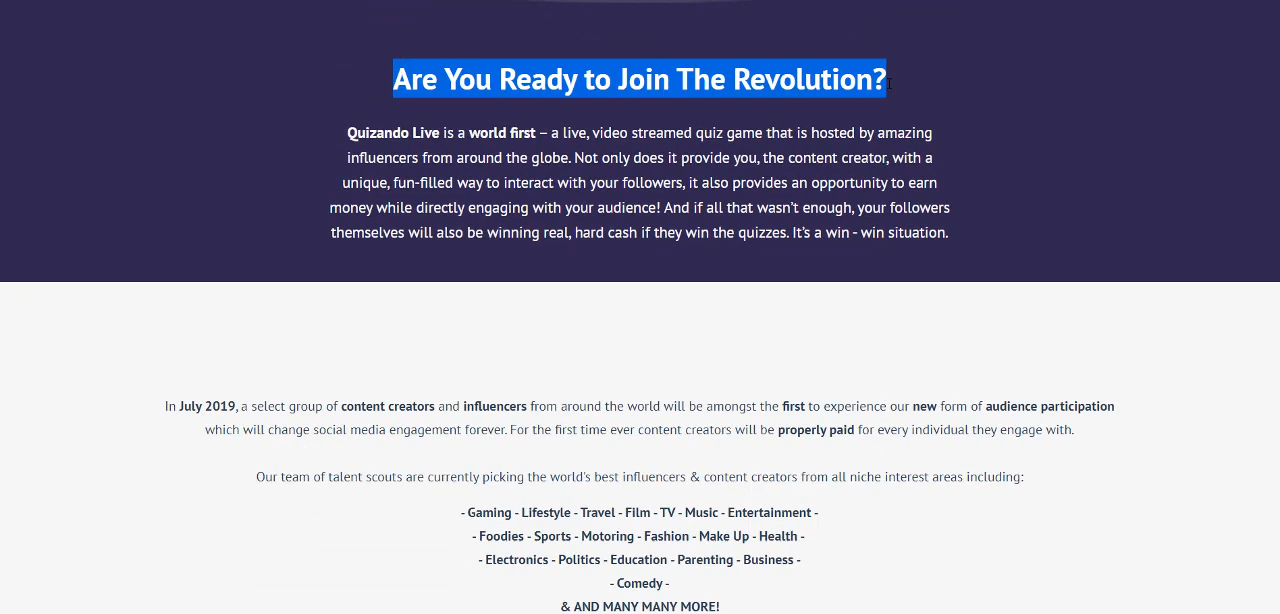 Are You Ready to Join The Revolution?
Quizando Live is a world first – a live, video streamed quiz game that is hosted by amazing
influencers from around the globe. Not only does it provide you, the content creator, with a
unique, fun-filled way to interact with your followers, it also provides an opportunity to earn
money while directly engaging with your audience! And if all that wasn't enough, your followers
themselves will also be winning real, hard cash if they win the quizzes. It's a win - win situation.
In July 2019, a select group of content creators and influencers from around the world will be amongst the first to experience our new form of audience participation
which will change social media engagement forever. For the first time ever content creators will be properly paid for every individual they engage with.
Our team of talent scouts are currently picking the world's best influencers & content creators from all niche interest areas including:
- Gaming - Lifestyle - Travel - Film - TV - Music - Entertainment -
- Foodies - Sports - Motoring - Fashion - Make Up - Health -
- Electronics - Politics - Education - Parenting - Business -
- Comedy -
& AND MANY MANY MORE!